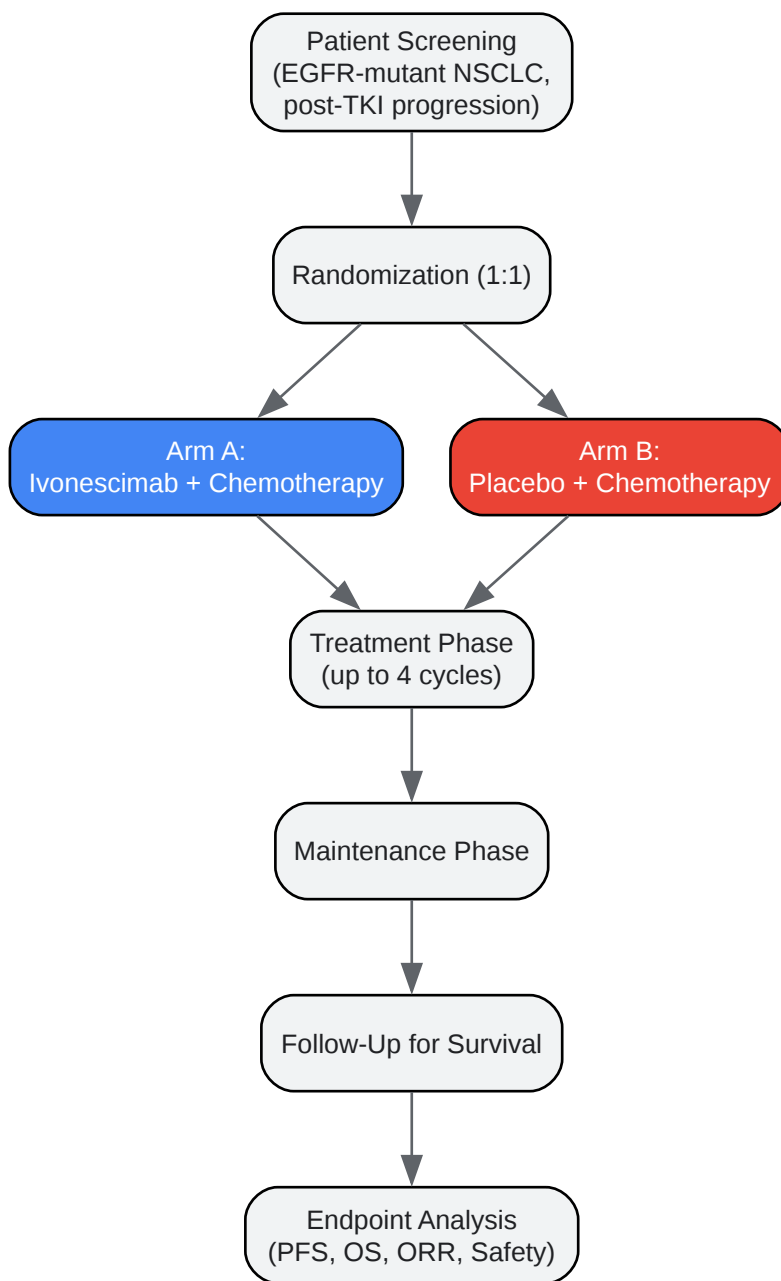 Patient Screening
(EGFR-mutant NSCLC,
post-TKI progression)
Randomization (1:1)
Arm A:
Ivonescimab + Chemotherapy
Arm B:
Placebo + Chemotherapy
Treatment Phase
(up to 4 cycles)
Maintenance Phase
Follow-Up for Survival
Endpoint Analysis
(PFS, OS, ORR, Safety)